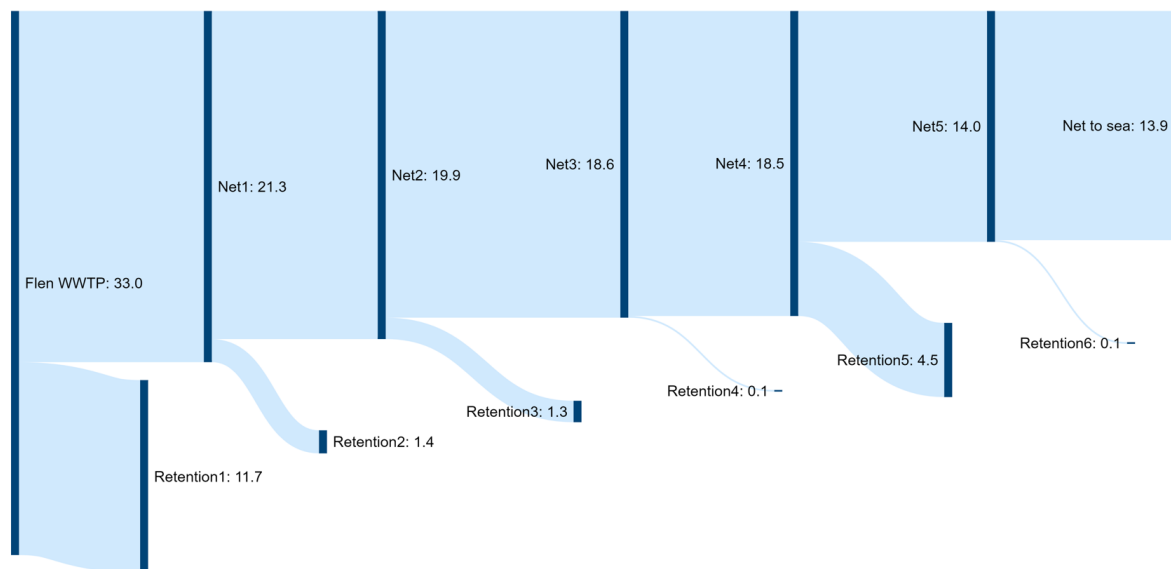 Net to sea: 13.9
Net5: 14.0
Net4: 18.5
Net3: 18.6
Net2: 19.9
Net1: 21.3
Flen WWTP: 33.0
Retention6: 0.1
Retention5: 4.5
Retention4: 0.1
Retention3: 1.3
Retention2: 1.4
Retention1: 11.7